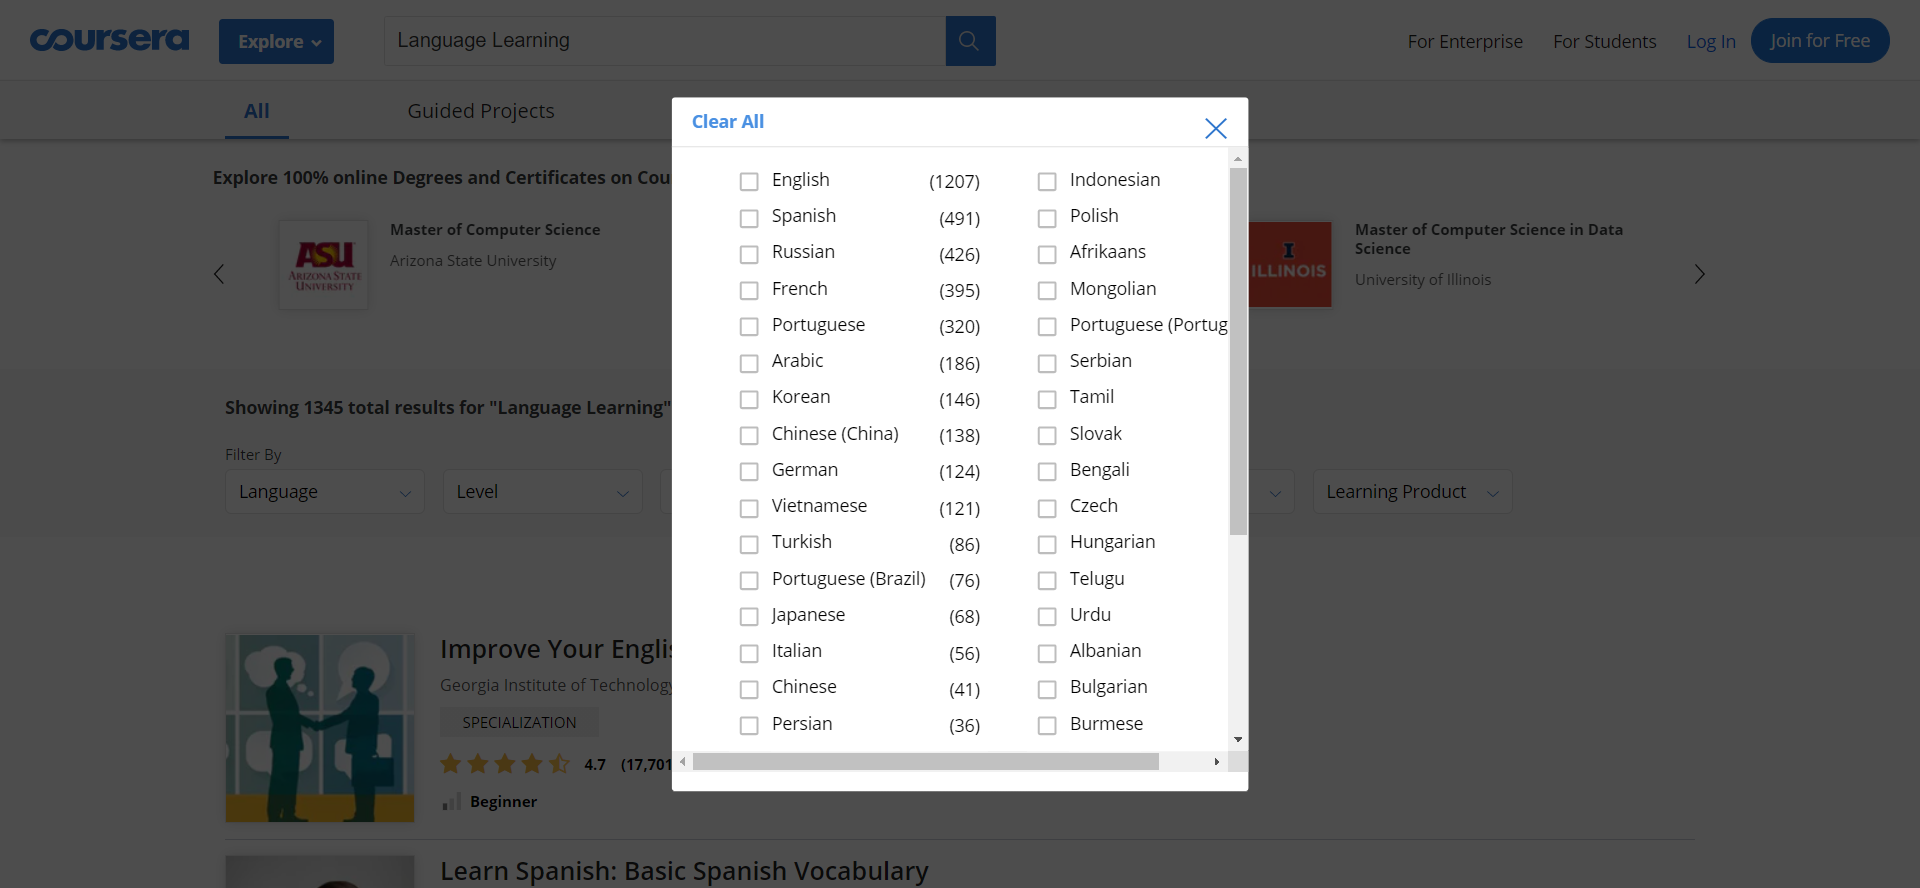 coursera
Explore
Language Learning
For Enterprise
For Students
Log In
Join for Free
All
Guided Projects
Explore 100% online Degrees and Certificates on Cou
ASU
ARIZONA STATE
UNIVERSITY
Master of Computer Science
Arizona State University
I
ILLINOIS
Master of Computer Science in Data
Science
University of Illinois
Showing 1345 total results for "Language Learning"
Filter By
Language
Level
Learning Product
Improve Your Englis
Georgia Institute of Technology
SPECIALIZATION
4.7 (17,701
Beginner
Learn Spanish: Basic Spanish Vocabulary
Clear All
English (1207)
Spanish (491)
Russian (426)
French (395)
Portuguese (320)
Arabic (186)
Korean (146)
Chinese (China) (138)
German (124)
Vietnamese (121)
Turkish (86)
Portuguese (Brazil) (76)
Japanese (68)
Italian (56)
Chinese (41)
Persian (36)
Indonesian
Polish
Afrikaans
Mongolian
Portuguese (Portug
Serbian
Tamil
Slovak
Bengali
Czech
Hungarian
Telugu
Urdu
Albanian
Bulgarian
Burmese